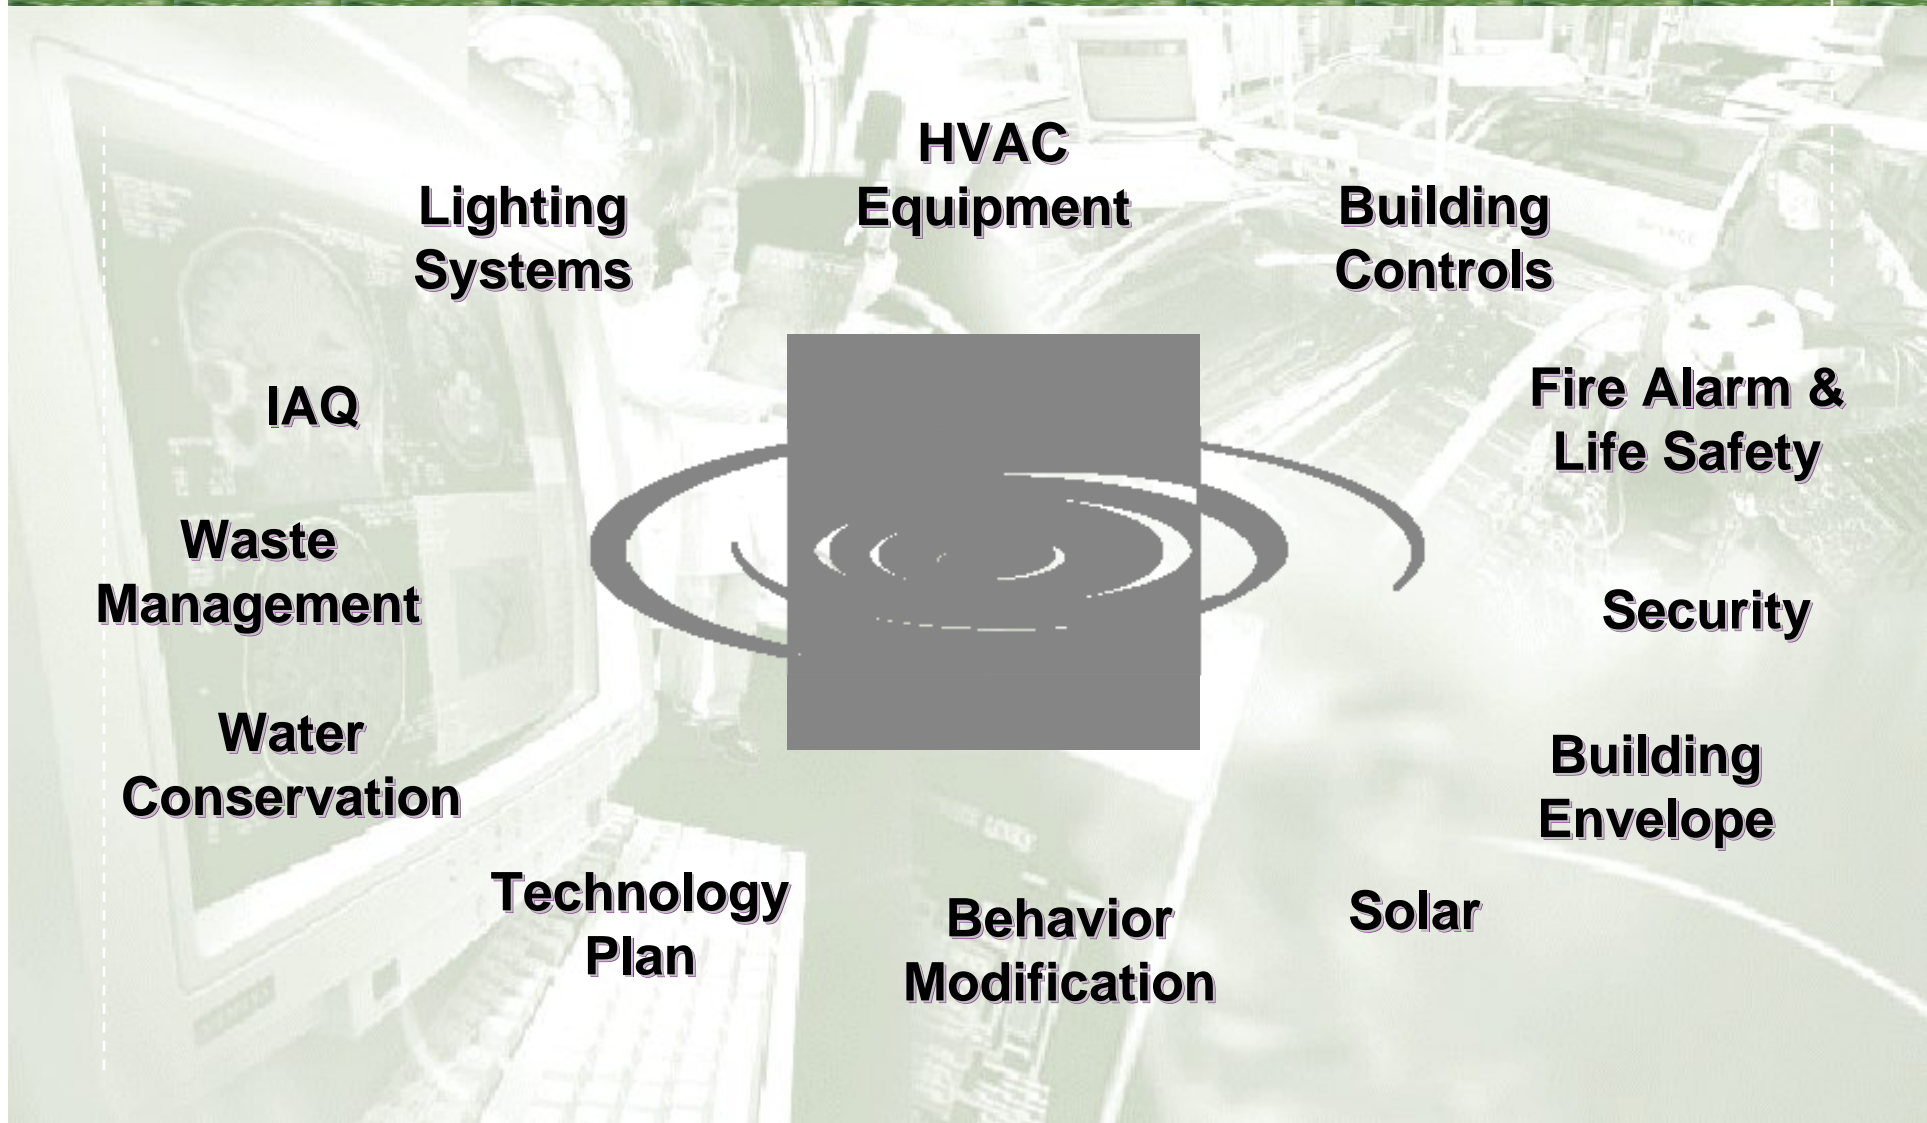 HVAC
Equipment
Lighting
Systems
Building
Controls
IAQ
Fire Alarm &
Life Safety
Waste
Management
Security
Water
Conservation
Building
Envelope
Technology
Plan
Behavior
Modification
Solar